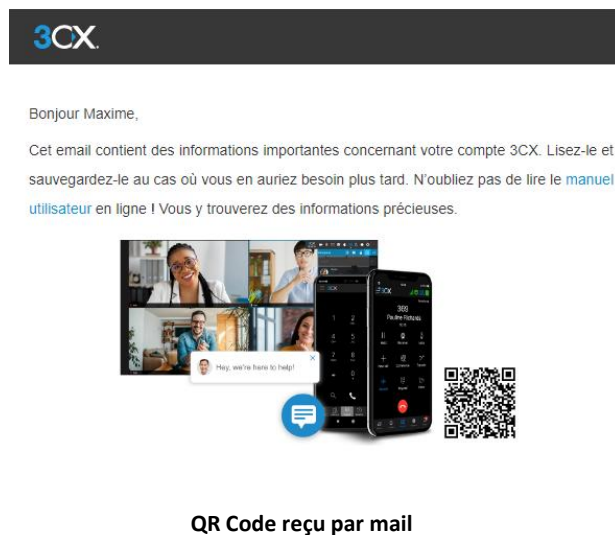 3CX.
Bonjour Maxime,
Cet email contient des informations importantes concernant votre compte 3CX. Lisez-le et
sauvegardez-le au cas où vous en auriez besoin plus tard. N'oubliez pas de lire le manuel
utilisateur en ligne ! Vous y trouverez des informations précieuses.
Hey, we're here to help!
QR Code reçu par mail